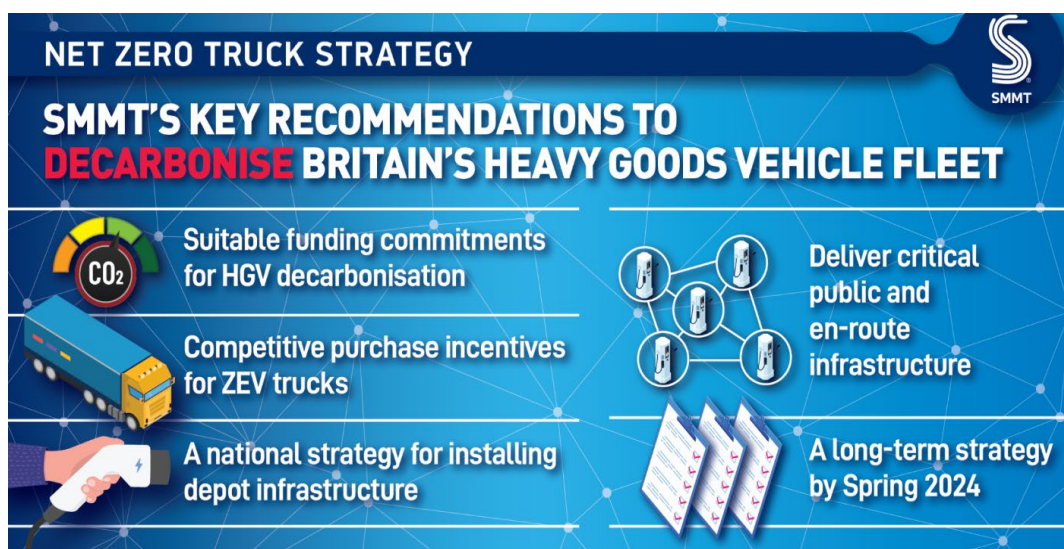 NET ZERO TRUCK STRATEGY
SMMT
SMMT'S KEY RECOMMENDATIONS TO
DECARBONISE BRITAIN'S HEAVY GOODS VEHICLE FLEET
CO₂
Suitable funding commitments
for HGV decarbonisation
Competitive purchase incentives
for ZEV trucks
A national strategy for installing
depot infrastructure
Deliver critical
public and
en-route
infrastructure
A long-term strategy
by Spring 2024